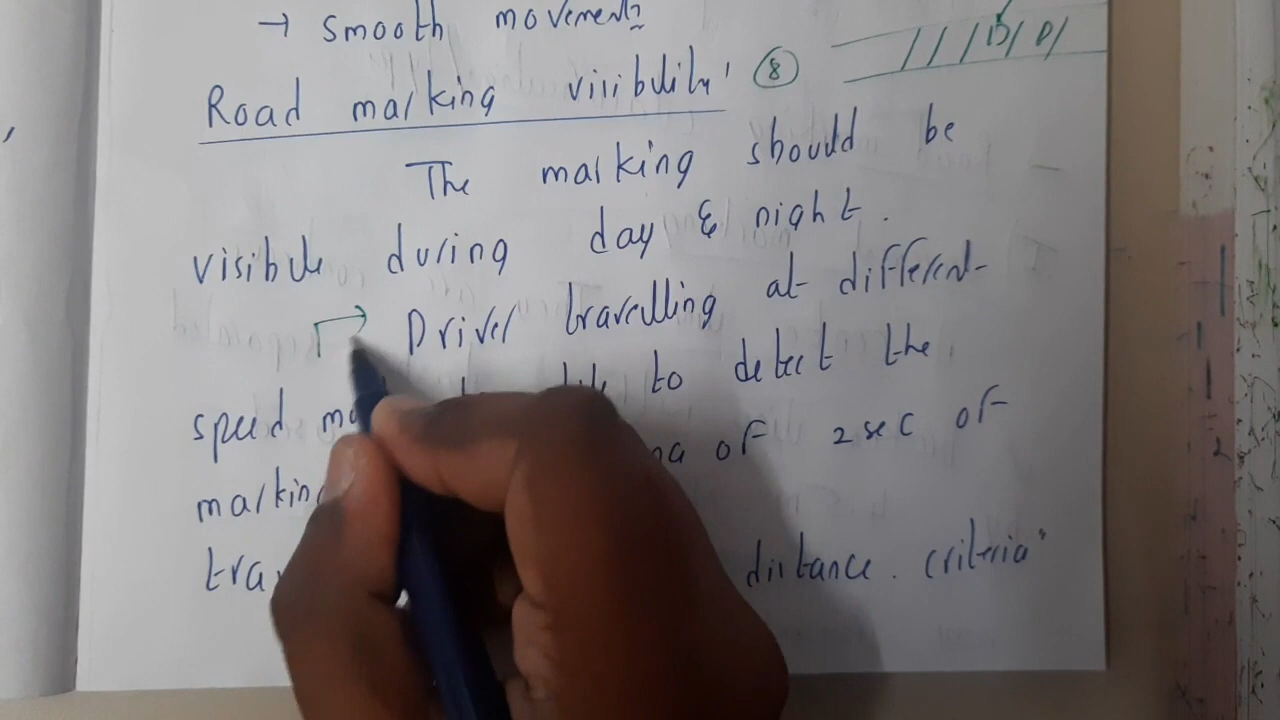 → smooth movement
Road marking visibility 8
The marking should be
visible during day & night.
Driver travelling at different
speed to detect the
of 2 sec of
marking
distance. criteria"